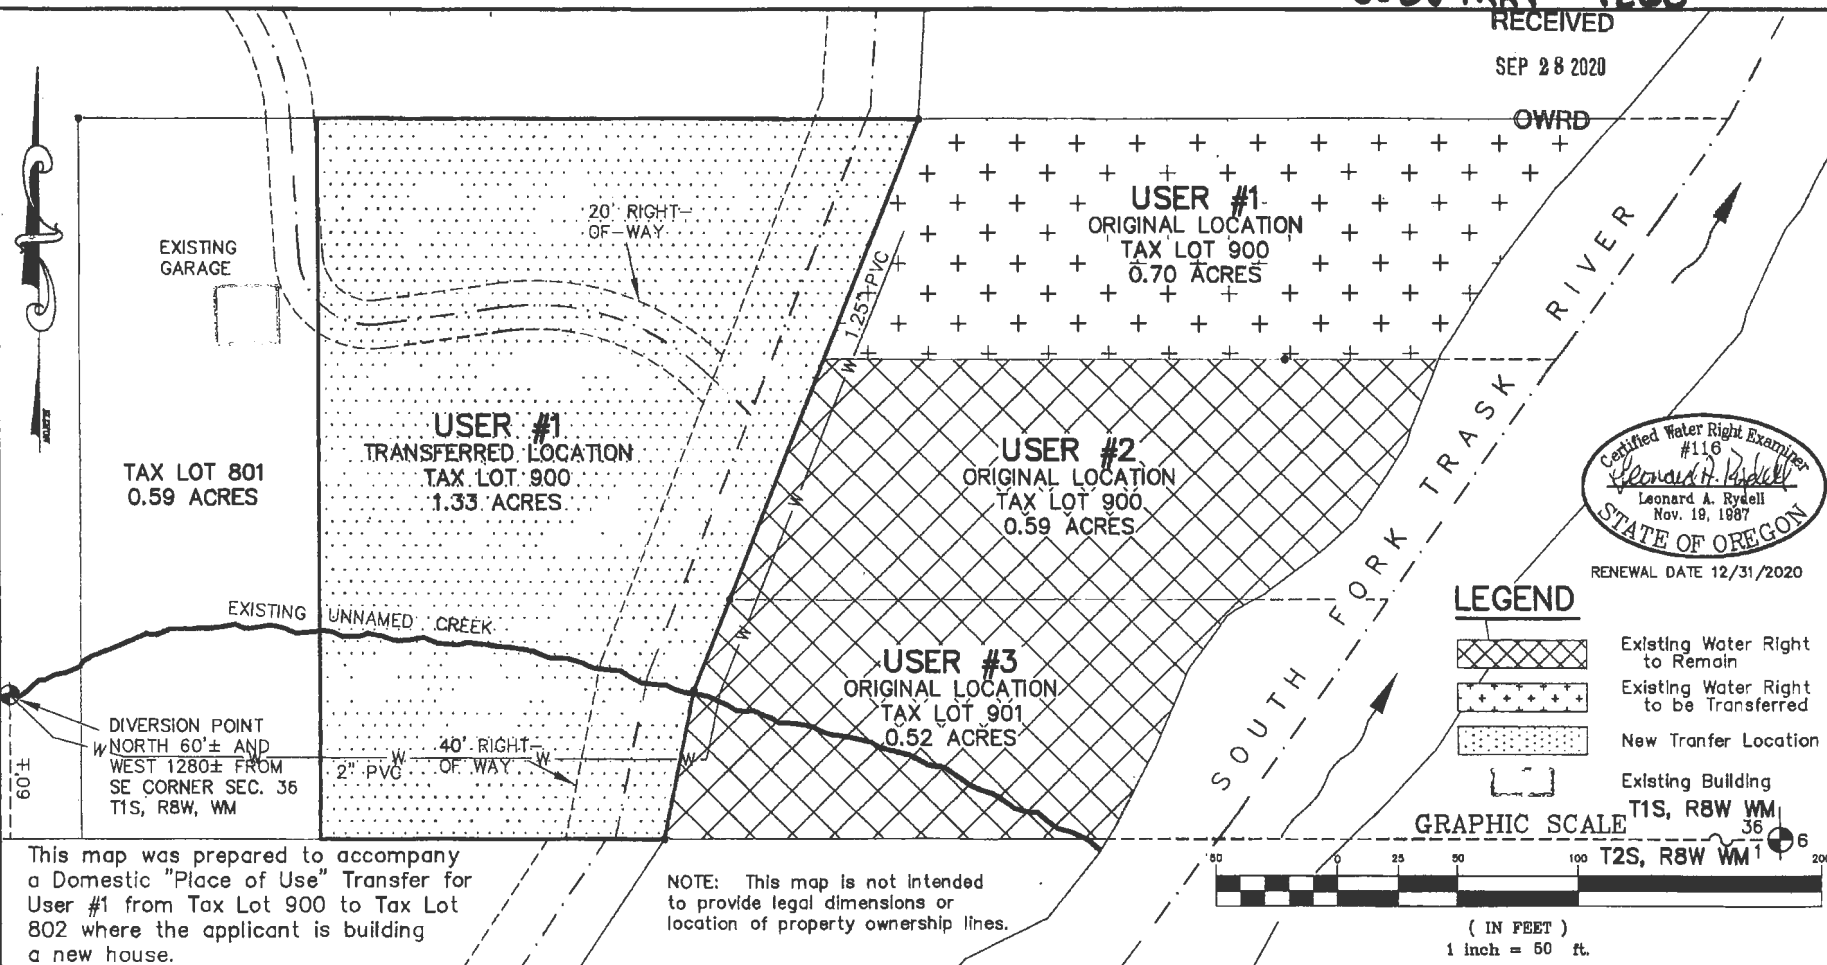 RECEIVED
SEP 28 2020
OWRD
EXISTING
GARAGE
20' RIGHT-
OF-WAY
1.25" PVC
W
USER #1
ORIGINAL LOCATION
TAX LOT 900
0.70 ACRES
TAX LOT 801
0.59 ACRES
USER #1
TRANSFERRED LOCATION
TAX LOT 900
1.33 ACRES
W
USER #2
ORIGINAL LOCATION
TAX LOT 900
0.59 ACRES
SOUTH FORK TRASK RIVER
Certified Water Right Examiner
#116
Leonard A. Rydell
Leonard A. Rydell
Nov. 19, 1987
STATE OF OREGON
RENEWAL DATE 12/31/2020
EXISTING UNNAMED CREEK
W
USER #3
ORIGINAL LOCATION
TAX LOT 901
0.52 ACRES
LEGEND
Existing Water Right
to Remain
Existing Water Right
to be Transferred
New Tranfer Location
Existing Building
DIVERSION POINT
NORTH 60'± AND
WEST 1280± FROM
SE CORNER SEC. 36
T1S, R8W, WM
60'±
W W W W W
2" PVC
40' RIGHT-
OF WAY
T1S, R8W WM
36
6
T2S, R8W WM 1
GRAPHIC SCALE
50 0 25 50 100 200
( IN FEET )
1 inch = 50 ft.
This map was prepared to accompany
a Domestic "Place of Use" Transfer for
User #1 from Tax Lot 900 to Tax Lot
802 where the applicant is building
a new house.
NOTE: This map is not intended
to provide legal dimensions or
location of property ownership lines.